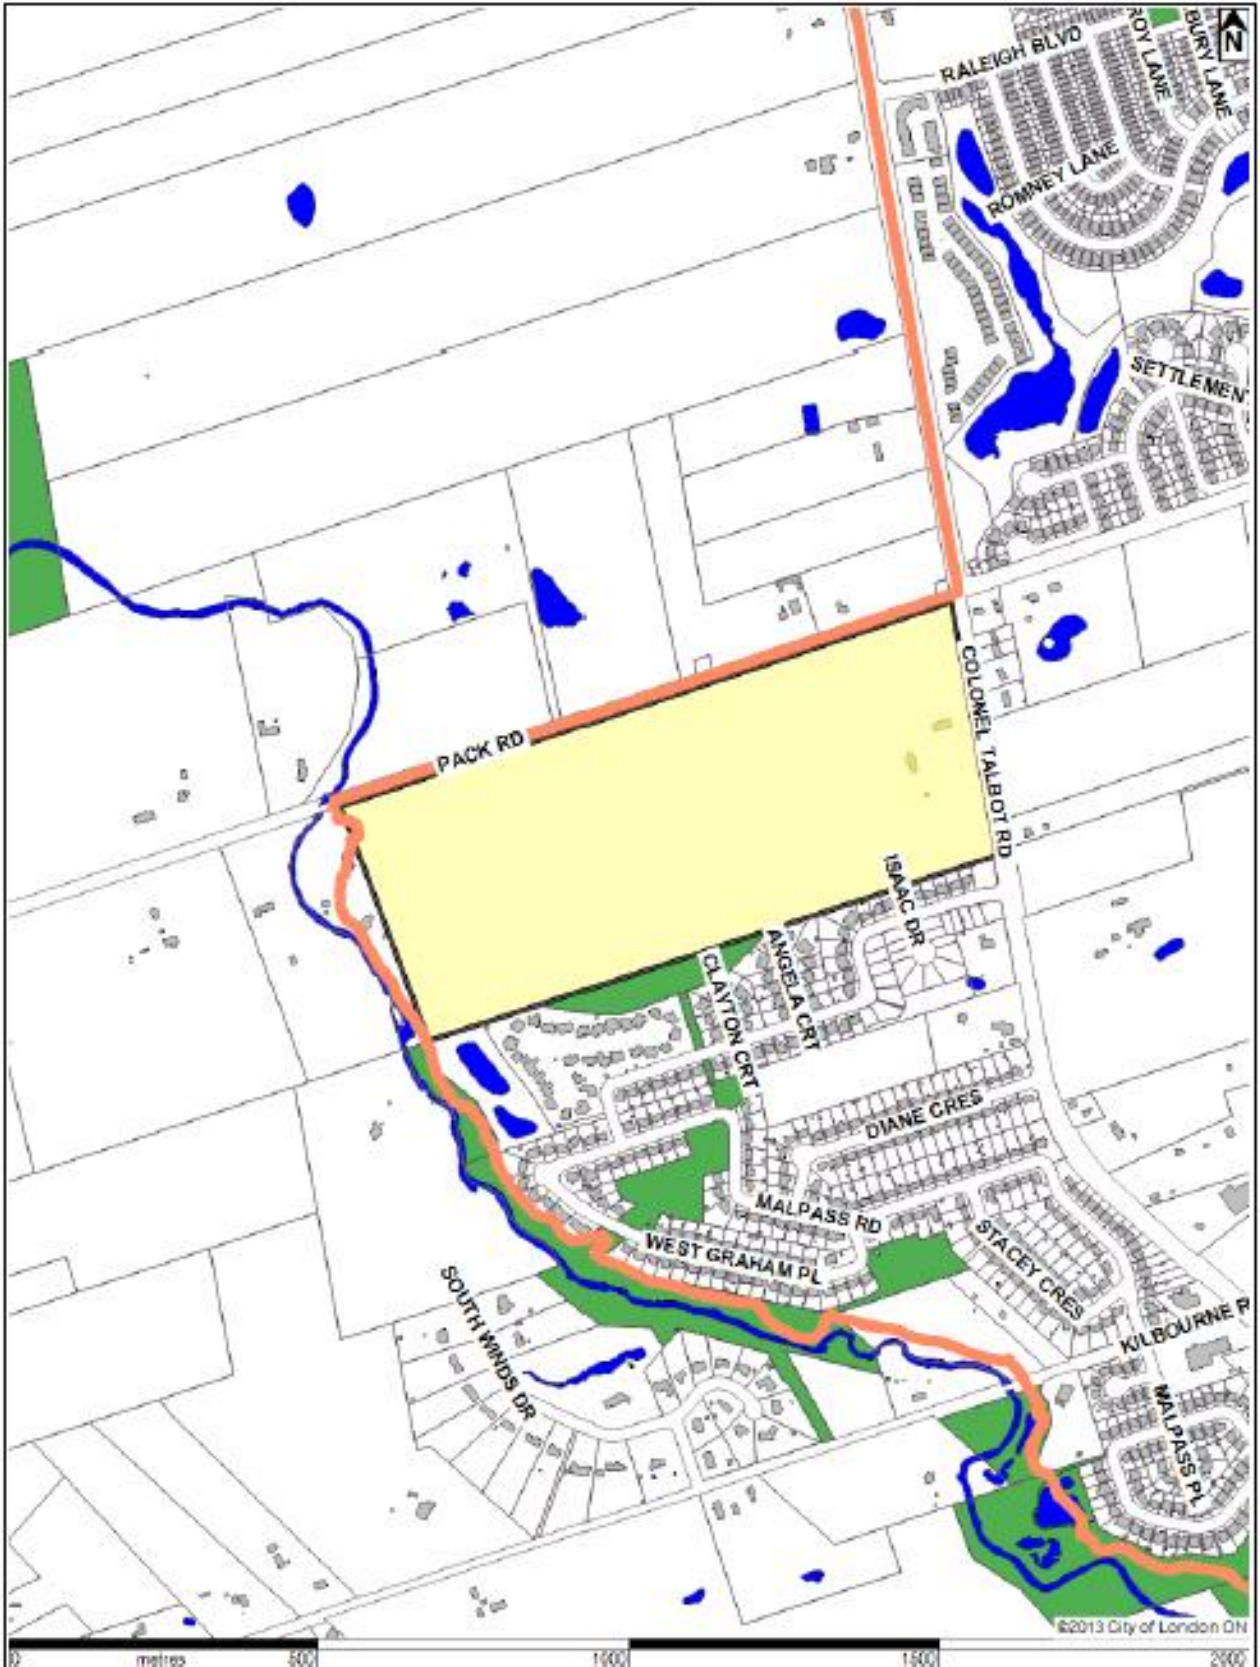 N
RALEIGH BLVD
ROY LANE
BURY LANE
ROMNEY LANE
SETTLEMEN
PACK RD
COLONEL TALBOT RD
ISAAC DR
ANGELA CRT
CLAYTON CRT
DIANE CRES
MALPASS RD
WEST GRAHAM PL
STACEY CRES
SOUTH WINDS DR
KILBOURNE R
MALPASS PL
©2013 City of London ON
0 metres 500 1000 1500 2000